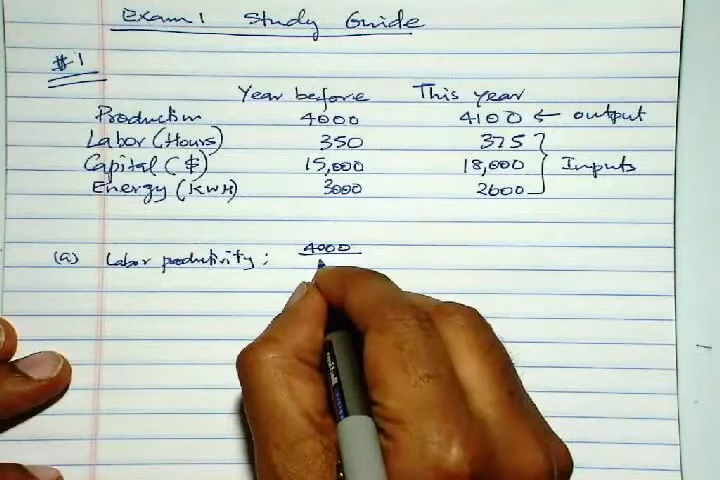 Exam 1 Study Guide
#1
Year before This year
Production 4000 4100 ← output
Labor (Hours) 350 375
Capital ($) 15,000 18,000 Inputs
Energy (KWH) 3000 2600
(a) Labor productivity: 4000